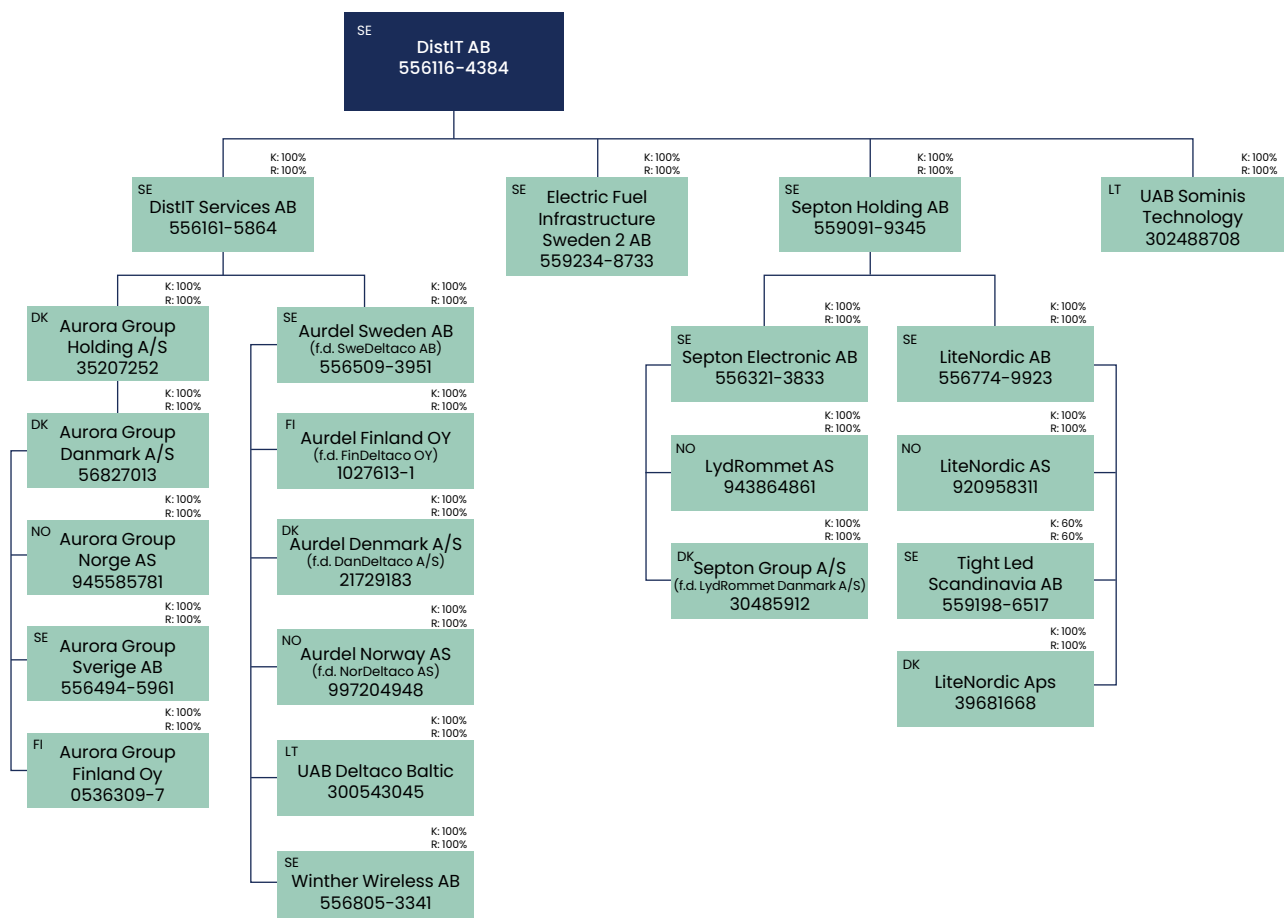 SE
DistIT AB
556116-4384
K: 100%
R: 100%
SE
DistIT Services AB
556161-5864
K: 100%
R: 100%
SE
Electric Fuel
Infrastructure
Sweden 2 AB
559234-8733
K: 100%
R: 100%
SE
Septon Holding AB
559091-9345
K: 100%
R: 100%
LT
UAB Sominis
Technology
302488708
K: 100%
R: 100%
DK
Aurora Group
Holding A/S
35207252
K: 100%
R: 100%
DK
Aurora Group
Danmark A/S
56827013
K: 100%
R: 100%
NO
Aurora Group
Norge AS
945585781
K: 100%
R: 100%
SE
Aurora Group
Sverige AB
556494-5961
K: 100%
R: 100%
FI
Aurora Group
Finland Oy
0536309-7
K: 100%
R: 100%
SE
Aurdel Sweden AB
(f.d. SweDeltaco AB)
556509-3951
K: 100%
R: 100%
FI
Aurdel Finland OY
(f.d. FinDeltaco OY)
1027613-1
K: 100%
R: 100%
DK
Aurdel Denmark A/S
(f.d. DanDeltaco A/S)
21729183
K: 100%
R: 100%
NO
Aurdel Norway AS
(f.d. NorDeltaco AS)
997204948
K: 100%
R: 100%
LT
UAB Deltaco Baltic
300543045
K: 100%
R: 100%
SE
Winther Wireless AB
556805-3341
K: 100%
R: 100%
SE
Septon Electronic AB
556321-3833
K: 100%
R: 100%
NO
LydRommet AS
943864861
K: 100%
R: 100%
DK
Septon Group A/S
(f.d. LydRommet Danmark A/S)
30485912
K: 100%
R: 100%
SE
LiteNordic AB
556774-9923
K: 100%
R: 100%
NO
LiteNordic AS
920958311
K: 60%
R: 60%
SE
Tight Led
Scandinavia AB
559198-6517
K: 100%
R: 100%
DK
LiteNordic Aps
39681668